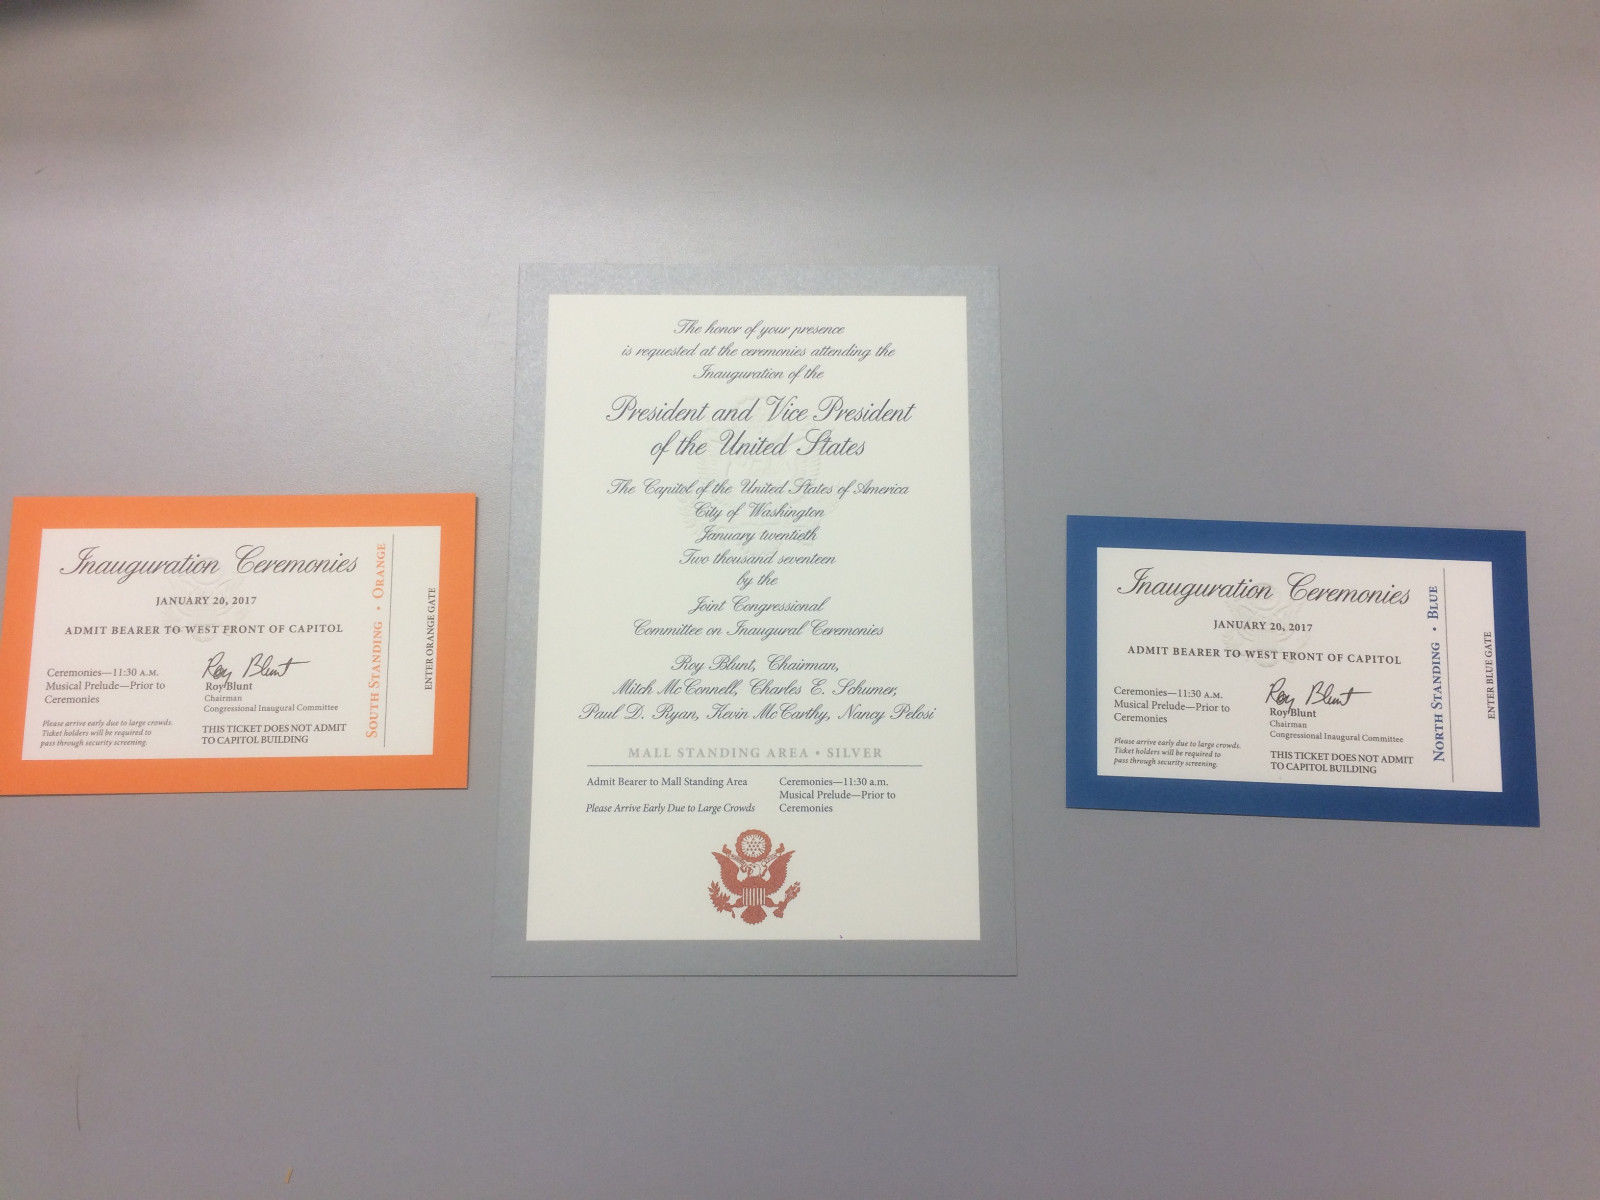 Inauguration Ceremonies
JANUARY 20, 2017
ADMIT BEARER TO WEST FRONT OF CAPITOL
Ceremonies—11:30 A.M.
Musical Prelude—Prior to
Ceremonies
Please arrive early due to large crowds.
Ticket holders will be required to
pass through security screening.
Roy Blunt
Roy Blunt
Chairman
Congressional Inaugural Committee
THIS TICKET DOES NOT ADMIT
TO CAPITOL BUILDING
SOUTH STANDING • ORANGE
ENTER ORANGE GATE
The honor of your presence
is requested at the ceremonies attending the
Inauguration of the
President and Vice President
of the United States
The Capitol of the United States of America
City of Washington
January twentieth
Two thousand seventeen
by the
Joint Congressional
Committee on Inaugural Ceremonies
Roy Blunt, Chairman,
Mitch McConnell, Charles E. Schumer,
Paul D. Ryan, Kevin McCarthy, Nancy Pelosi
MALL STANDING AREA • SILVER
Admit Bearer to Mall Standing Area
Please Arrive Early Due to Large Crowds
Ceremonies—11:30 a.m.
Musical Prelude—Prior to
Ceremonies
Inauguration Ceremonies
JANUARY 20, 2017
ADMIT BEARER TO WEST FRONT OF CAPITOL
Ceremonies—11:30 A.M.
Musical Prelude—Prior to
Ceremonies
Please arrive early due to large crowds.
Ticket holders will be required to
pass through security screening.
Roy Blunt
Roy Blunt
Chairman
Congressional Inaugural Committee
THIS TICKET DOES NOT ADMIT
TO CAPITOL BUILDING
NORTH STANDING • BLUE
ENTER BLUE GATE